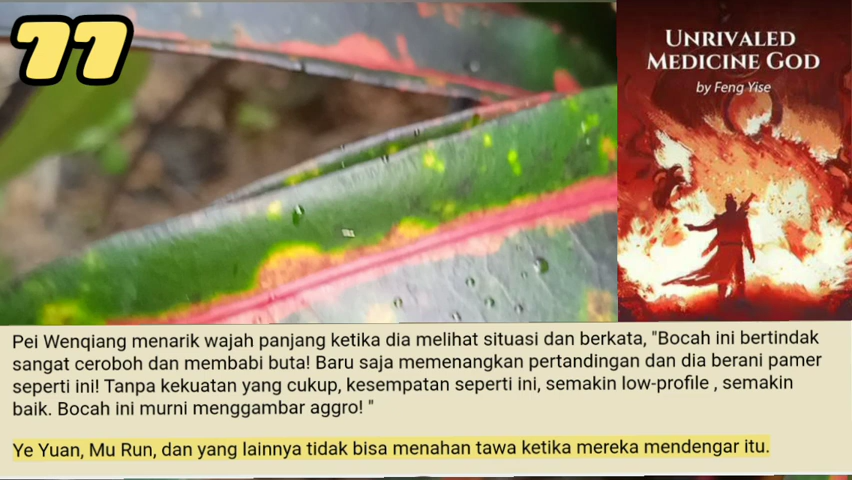 77
UNRIVALED
MEDICINE GOD
by Feng Yise
Pei Wenqiang menarik wajah panjang ketika dia melihat situasi dan berkata, "Bocah ini bertindak
sangat ceroboh dan membabi buta! Baru saja memenangkan pertandingan dan dia berani pamer
seperti ini! Tanpa kekuatan yang cukup, kesempatan seperti ini, semakin low-profile , semakin
baik. Bocah ini murni menggambar aggro! "
Ye Yuan, Mu Run, dan yang lainnya tidak bisa menahan tawa ketika mereka mendengar itu.